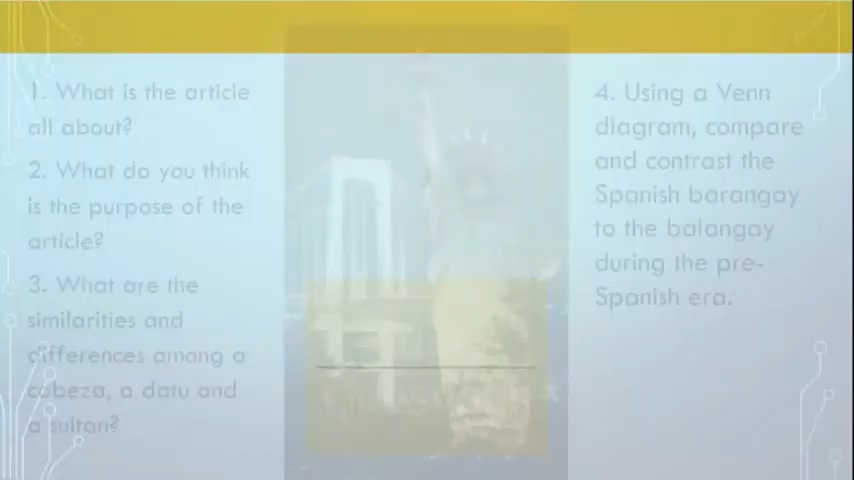 1. What is the article
all about?
2. What do you think
is the purpose of the
article?
3. What are the
similarities and
differences among a
cabeza, a datu and
a sultan?
4. Using a Venn
diagram, compare
and contrast the
Spanish barangay
to the balangay
during the pre-
Spanish era.